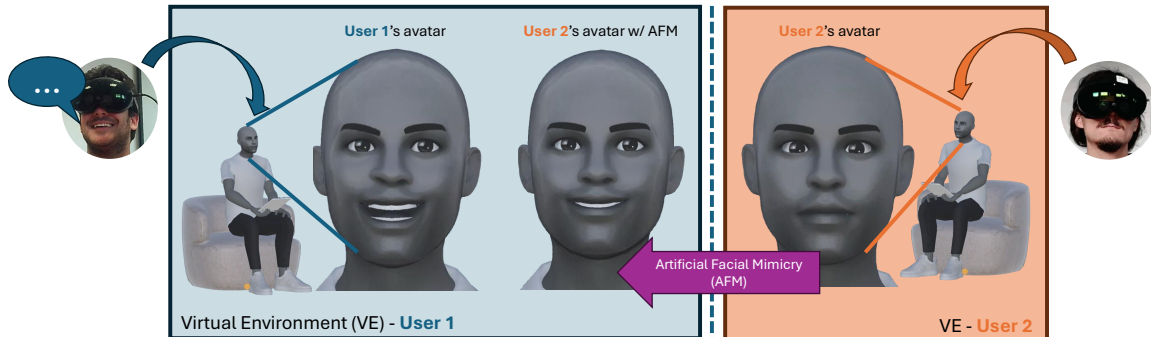 User 1's avatar
User 2's avatar w/ AFM
User 2's avatar
...
Artificial Facial Mimicry
(AFM)
Virtual Environment (VE) - User 1
VE - User 2